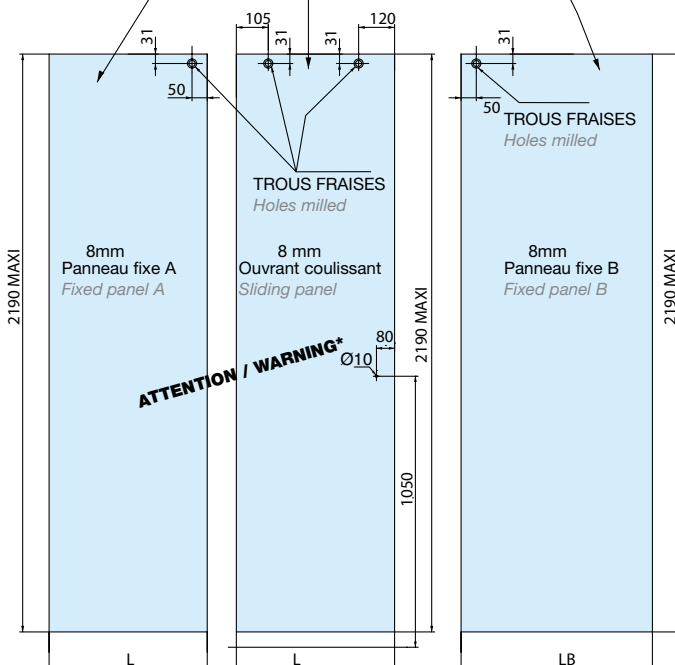 105
120
31
31
31
31
50
50
TROUS FRAISES
Holes milled
TROUS FRAISES
Holes milled
2190 MAXI
8mm
Panneau fixe A
Fixed panel A
8 mm
Ouvrant coulissant
Sliding panel
2190 MAXI
8mm
Panneau fixe B
Fixed panel B
2190 MAXI
ATTENTION / WARNING*
80
Ø10
1050
L
L
LB